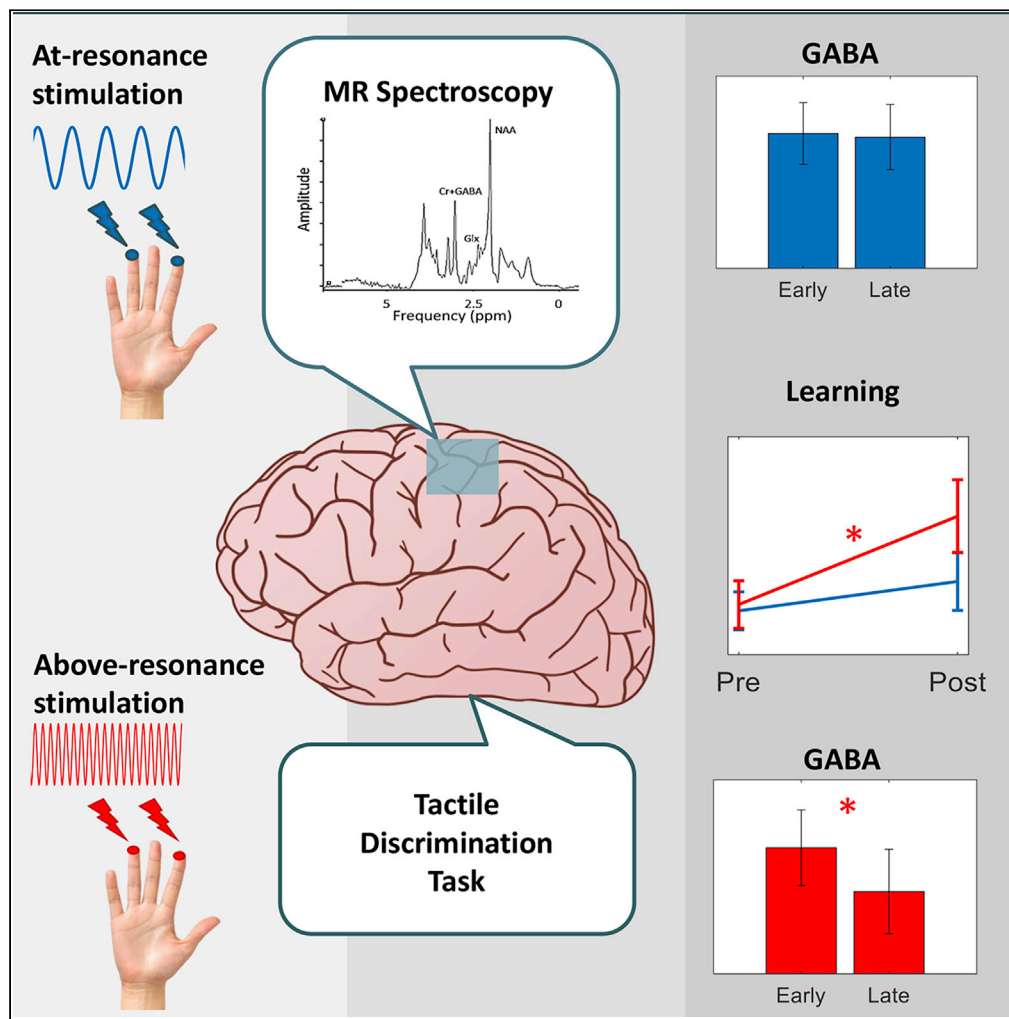 At-resonance
stimulation
MR Spectroscopy
NAA
Cr+GABA
Glx
Amplitude
5
2.5
0
Frequency (ppm)
GABA
Early
Late
Learning
*
Pre
Post
Above-resonance
stimulation
Tactile
Discrimination
Task
GABA
*
Early
Late